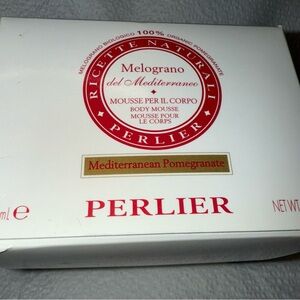 MELOGRANO BIOLOGICO 100% ORGANIC POMEGRANATE
RICETTE NATURALI
Melograno
del Mediterraneo
MOUSSE PER IL CORPO
BODY MOUSSE
MOUSSE POUR
LE CORPS
PERLIER
Mediterranean Pomegranate
ml e
PERLIER
NET WT